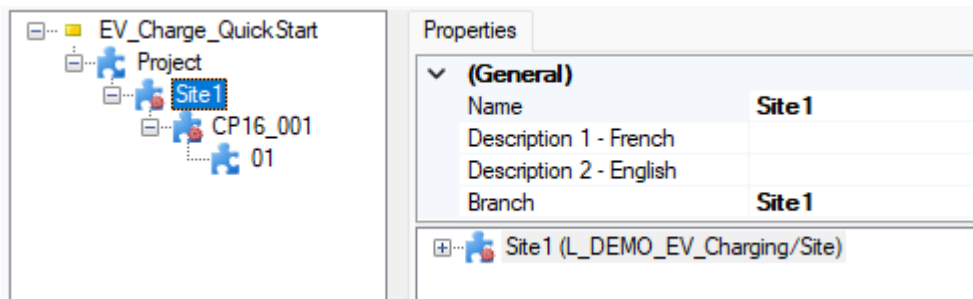 EV_Charge_QuickStart
Project
Site1
CP16_001
01
Properties
(General)
Name Site1
Description 1 - French
Description 2 - English
Branch Site1
Site1 (L_DEMO_EV_Charging/Site)